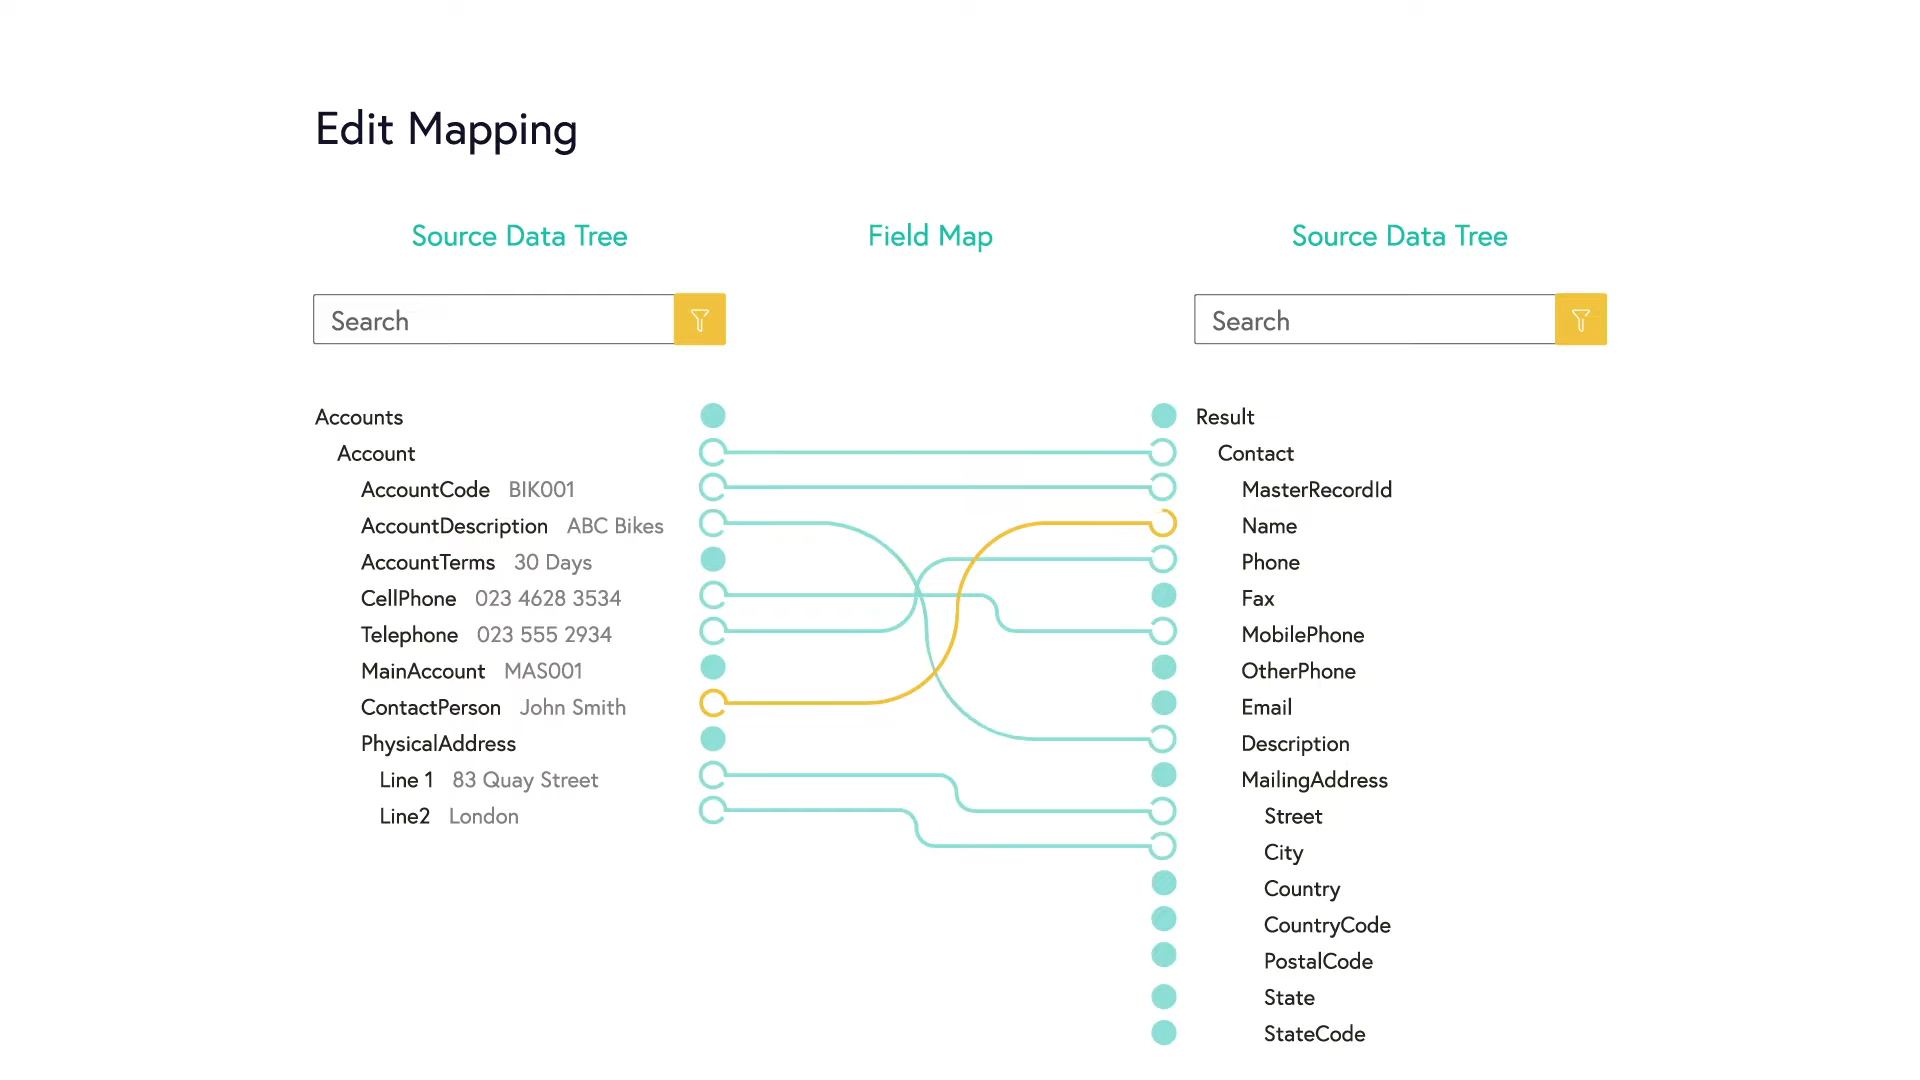 Edit Mapping
Source Data Tree
Field Map
Source Data Tree
Search
Search
Accounts
Account
AccountCode BIK001
AccountDescription ABC Bikes
AccountTerms 30 Days
CellPhone 023 4628 3534
Telephone 023 555 2934
MainAccount MAS001
ContactPerson John Smith
PhysicalAddress
Line 1 83 Quay Street
Line2 London
Result
Contact
MasterRecordId
Name
Phone
Fax
MobilePhone
OtherPhone
Email
Description
MailingAddress
Street
City
Country
CountryCode
PostalCode
State
StateCode